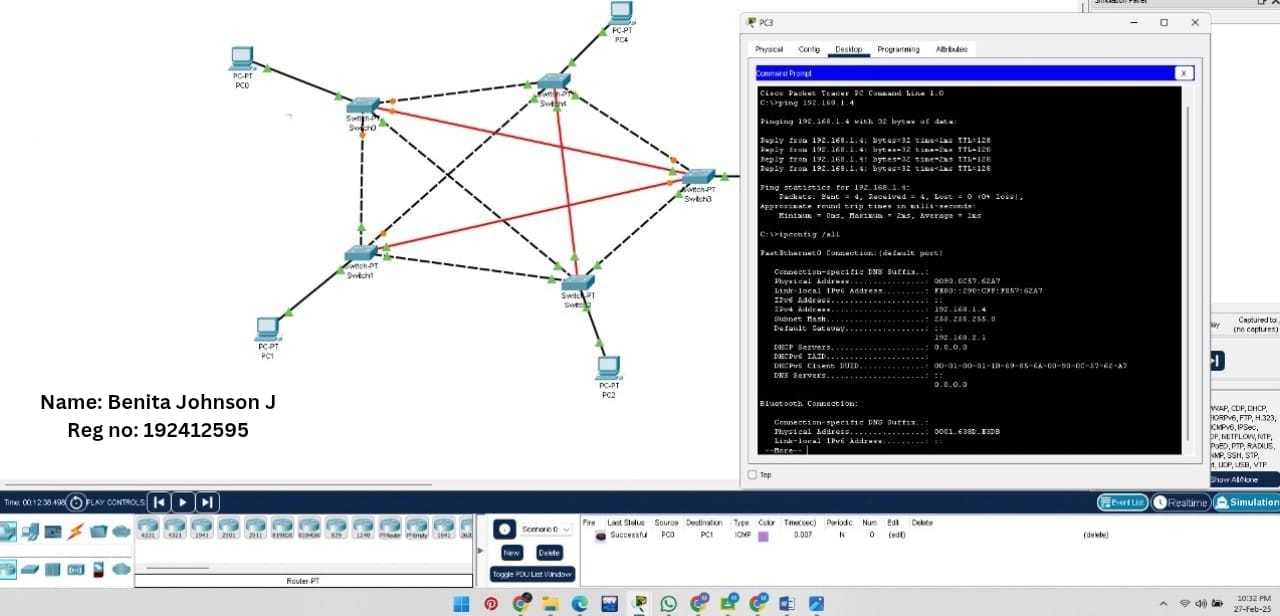 PC-PT
PC4
PC-PT
PC0
Switch-PT
Switch4
Switch-PT
Switch0
Switch-PT
Switch3
Switch-PT
Switch1
Switch-PT
PC-PT
PC1
PC-PT
PC2
Name: Benita Johnson J
Reg no: 192412595
PC3
Physical Config Desktop Programming Attributes
Command Prompt
X
Cisco Packet Tracer PC Command Line 1.0
C:\>ping 192.168.1.4
Pinging 192.168.1.4 with 32 bytes of data:
Reply from 192.168.1.4: bytes=32 time<1ms TTL=128
Reply from 192.168.1.4: bytes=32 time=2ms TTL=128
Reply from 192.168.1.4: bytes=32 time=2ms TTL=128
Reply from 192.168.1.4: bytes=32 time<1ms TTL=128
Ping statistics for 192.168.1.4:
Packets: Sent = 4, Received = 4, Lost = 0 (0% loss),
Approximate round trip times in milli-seconds:
Minimum = 0ms, Maximum = 2ms, Average = 1ms
C:\>ipconfig /all
FastEthernet0 Connection:(default port)
Connection-specific DNS Suffix..:
Physical Address................: 0090.0C57.62A7
Link-local IPv6 Address.........: FE80::290:CFF:FE57:62A7
IPv6 Address....................: ::
IPv4 Address....................: 192.168.1.4
Subnet Mask.....................: 255.255.255.0
Default Gateway.................: ::
192.168.2.1
DHCP Servers....................: 0.0.0.0
DHCPv6 IAID.....................:
DHCPv6 Client DUID..............: 00-01-00-01-1B-69-85-6A-00-90-0C-57-62-A7
DNS Servers.....................: ::
0.0.0.0
Bluetooth Connection:
Connection-specific DNS Suffix..:
Physical Address................: 0001.638D.E3DB
Link-local IPv6 Address.........: ::
--More--
Top
Captured to:
(no captures)
CDP, DHCP,
FTP, H.323,
IPSec,
NETFLOW, NTP,
PTP, RADIUS,
SSH, STP,
UDP, USB, VTP
Show All/None
Time: 00:12:38.498 PLAY CONTROLS:
Event List Realtime Simulation
4331 4321 1941 2901 2911 819IOX 819HGW 829 1240 PT-Router PT-Empty 1841
Router-PT
Scenario 0
New Delete
Toggle PDU List Window
Fire Last Status Source Destination Type Color Time(sec) Periodic Num Edit Delete
Successful PC0 PC1 ICMP 0.007 N 0 (edit) (delete)
10:32 PM